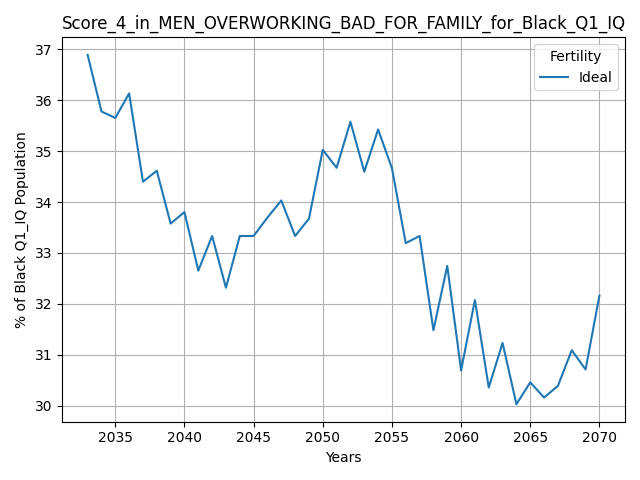 Score_4_in_MEN_OVERWORKING_BAD_FOR_FAMILY_for_Black_Q1_IQ
Fertility
Ideal
% of Black Q1_IQ Population
37
36
35
34
33
32
31
30
2035 2040 2045 2050 2055 2060 2065 2070
Years